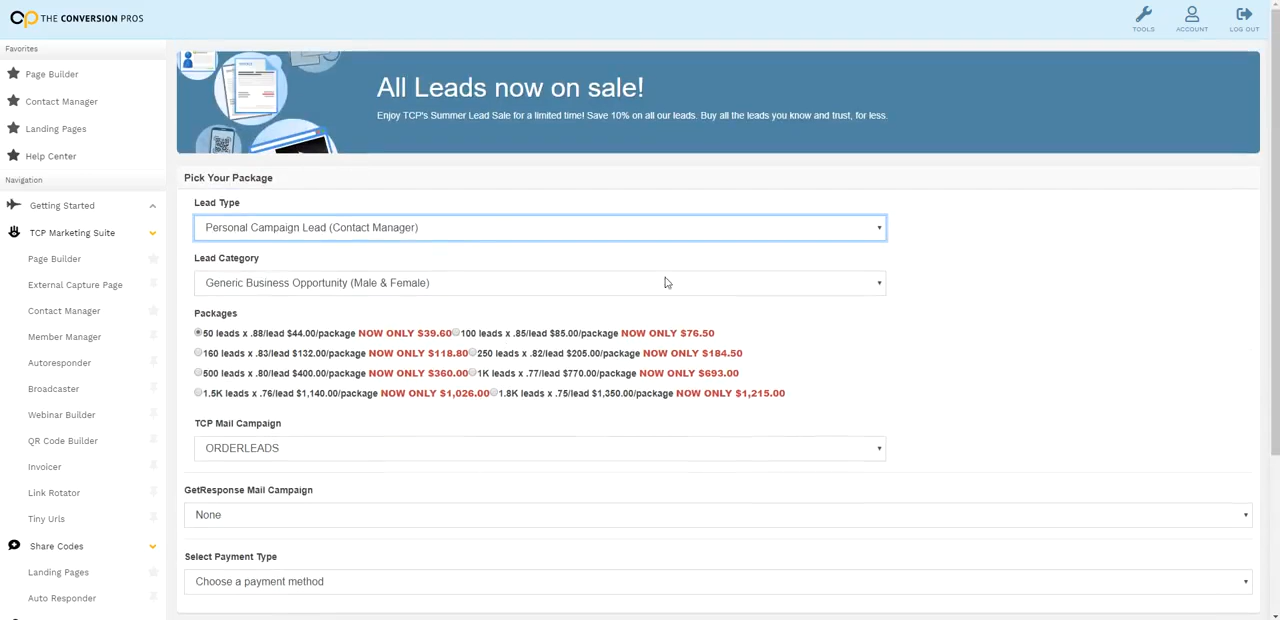 THE CONVERSION PROS
TOOLS
ACCOUNT
LOG OUT
Favorites
Page Builder
Contact Manager
Landing Pages
Help Center
Navigation
Getting Started
TCP Marketing Suite
Page Builder
External Capture Page
Contact Manager
Member Manager
Autoresponder
Broadcaster
Webinar Builder
QR Code Builder
Invoicer
Link Rotator
Tiny Urls
Share Codes
Landing Pages
Auto Responder
All Leads now on sale!
Enjoy TCP's Summer Lead Sale for a limited time! Save 10% on all our leads. Buy all the leads you know and trust, for less.
Pick Your Package
Lead Type
Personal Campaign Lead (Contact Manager)
Lead Category
Generic Business Opportunity (Male & Female)
Packages
50 leads x .88/lead $44.00/package NOW ONLY $39.60 100 leads x .85/lead $85.00/package NOW ONLY $76.50
160 leads x .83/lead $132.00/package NOW ONLY $118.80 250 leads x .82/lead $205.00/package NOW ONLY $184.50
500 leads x .80/lead $400.00/package NOW ONLY $360.00 1K leads x .77/lead $770.00/package NOW ONLY $693.00
1.5K leads x .76/lead $1,140.00/package NOW ONLY $1,026.00 1.8K leads x .75/lead $1,350.00/package NOW ONLY $1,215.00
TCP Mail Campaign
ORDERLEADS
GetResponse Mail Campaign
None
Select Payment Type
Choose a payment method